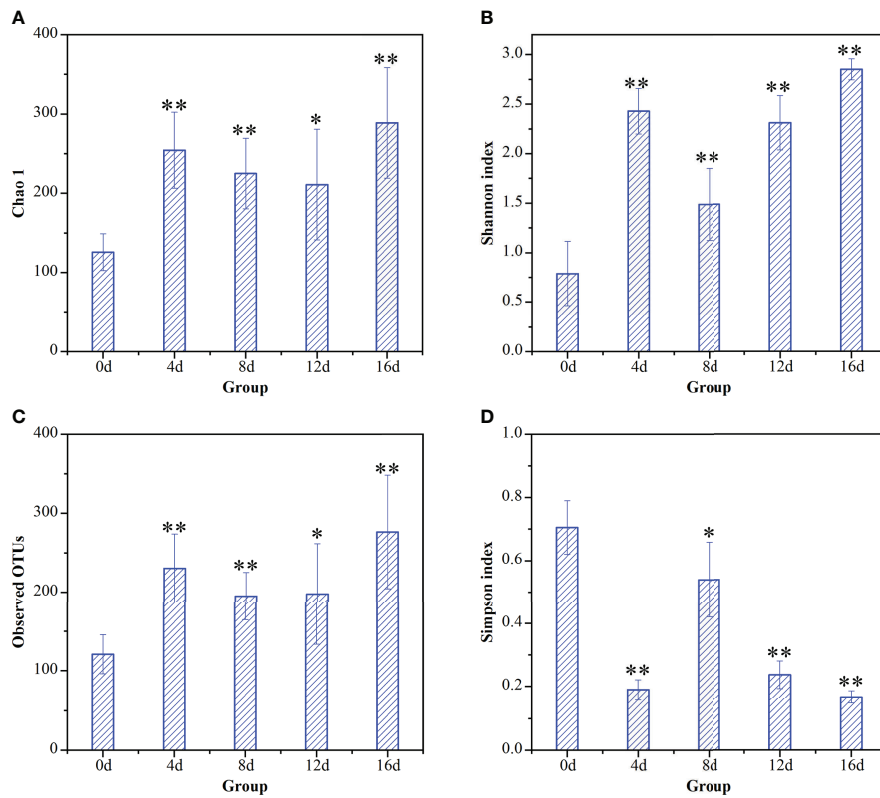 A
400
300
200
100
0
Chao 1
**
**
*
**
0d 4d 8d 12d 16d
Group
B
3.0
2.5
2.0
1.5
1.0
0.5
0.0
Shannon index
**
**
**
**
0d 4d 8d 12d 16d
Group
C
400
300
200
100
0
Observed OTUs
**
**
*
**
0d 4d 8d 12d 16d
Group
D
1.0
0.8
0.6
0.4
0.2
0.0
Simpson index
**
*
**
**
0d 4d 8d 12d 16d
Group